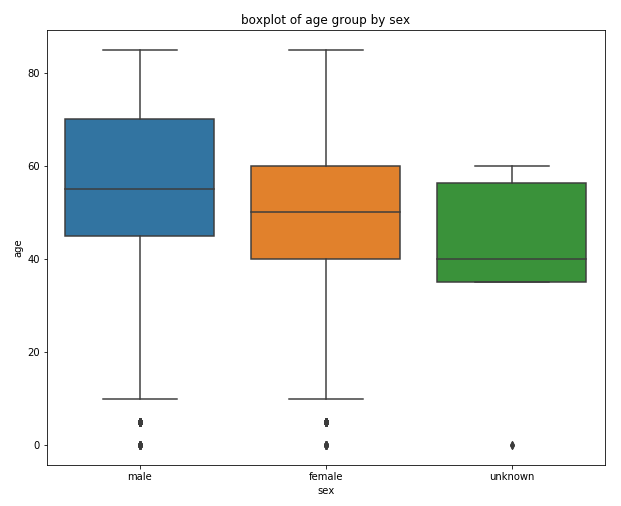 boxplot of age group by sex
80
60
40
20
0
age
male female unknown
sex